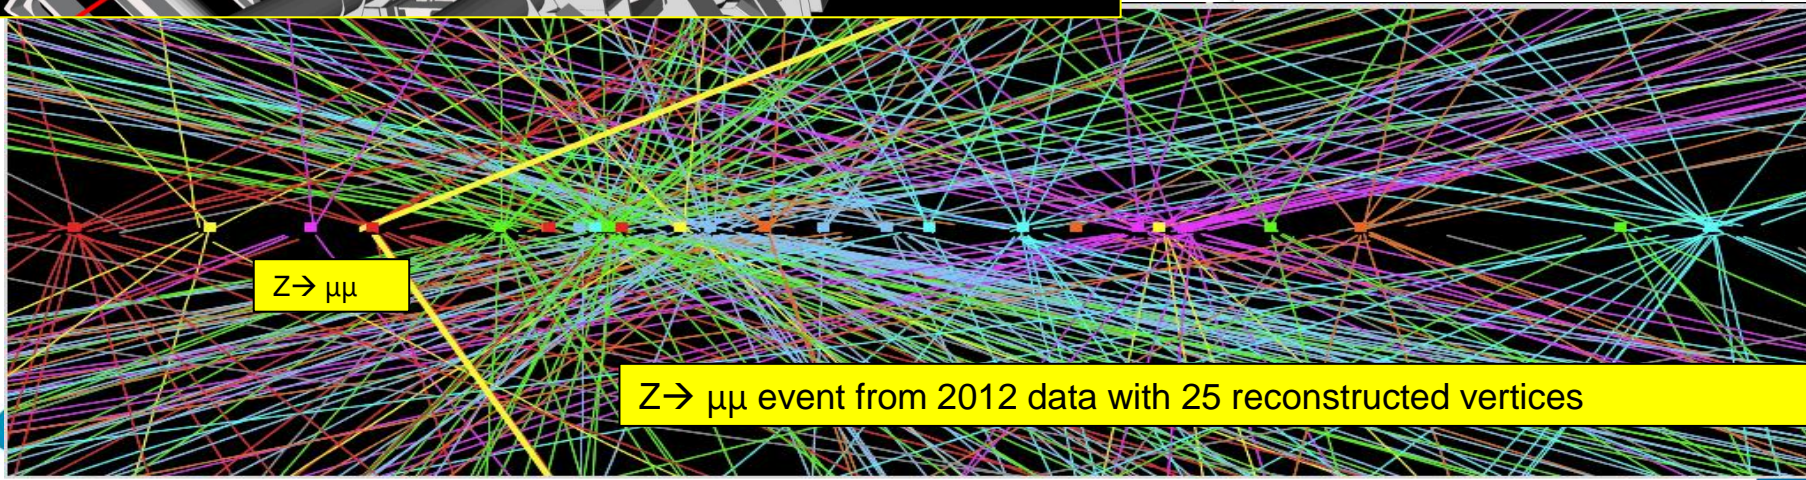 Z→ μμ
Z→ μμ event from 2012 data with 25 reconstructed vertices